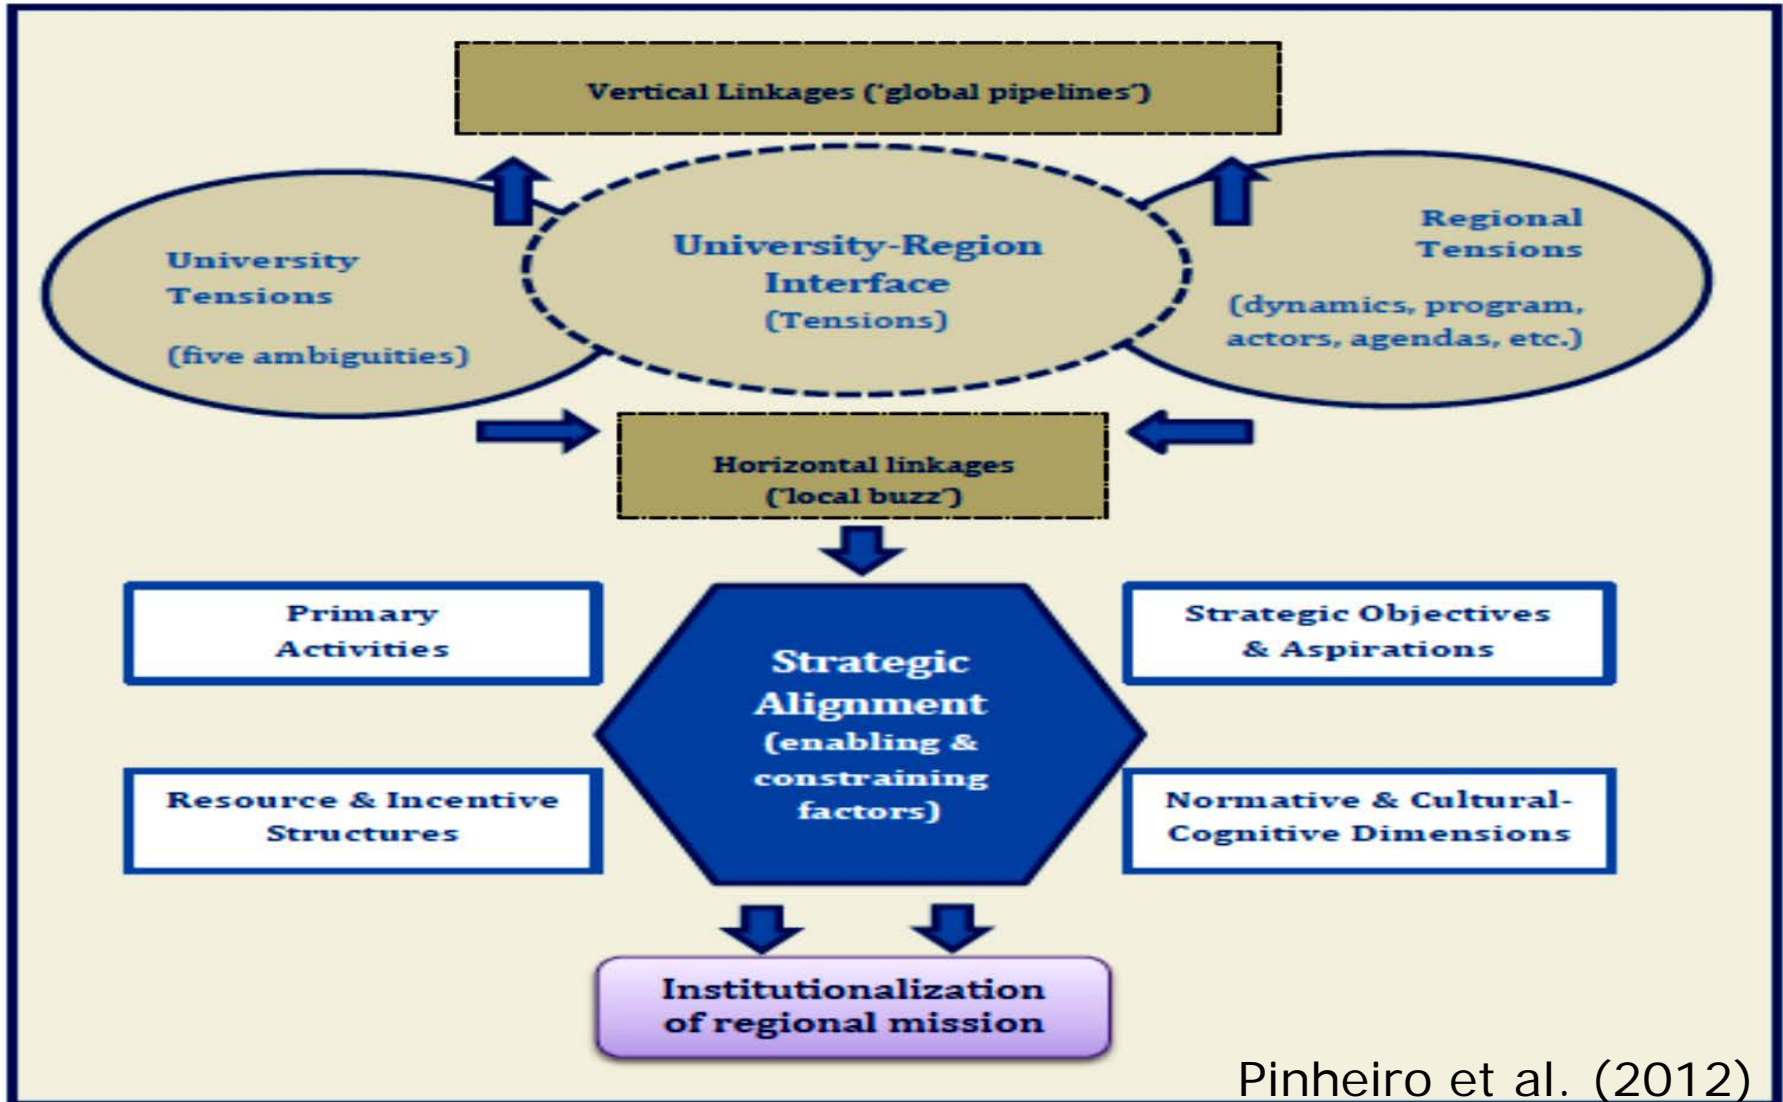 Vertical Linkages ('global pipelines')
University
Tensions
(five ambiguities)
University-Region
Interface
(Tensions)
Regional
Tensions
(dynamics, program,
actors, agendas, etc.)
Horizontal linkages
('local buzz')
Primary
Activities
Strategic Objectives
& Aspirations
Strategic
Alignment
(enabling &
constraining
factors)
Resource & Incentive
Structures
Normative & Cultural-
Cognitive Dimensions
Institutionalization
of regional mission
Pinheiro et al. (2012)